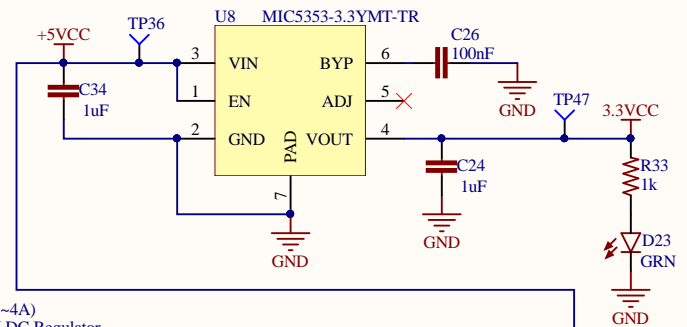 U8
MIC5353-3.3YMT-TR
+5VCC
TP36
C34
1uF
3
VIN
1
EN
2
GND
PAD
7
GND
BYP
6
C26
100nF
GND
ADJ
5
VOUT
4
C24
1uF
GND
TP47
3.3VCC
R33
1k
D23
GRN
GND
~4A)
DC Regulator